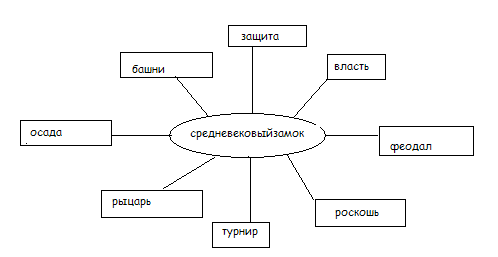 защита
башни
власть
осада
средневековыйзамок
феодал
рыцарь
роскошь
турнир